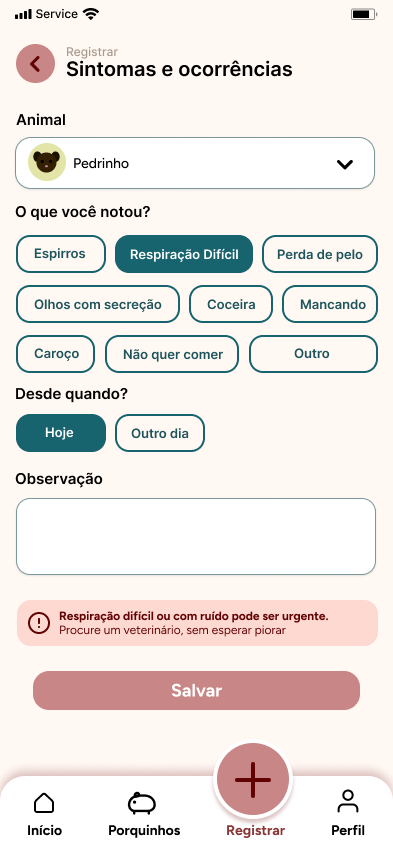 Service
Registrar
Sintomas e ocorrências
Animal
Pedrinho
O que você notou?
Espirros
Respiração Difícil
Perda de pelo
Olhos com secreção
Coceira
Mancando
Caroço
Não quer comer
Outro
Desde quando?
Hoje
Outro dia
Observação
Respiração difícil ou com ruído pode ser urgente.
Procure um veterinário, sem esperar piorar
Salvar
Início
Porquinhos
Registrar
Perfil